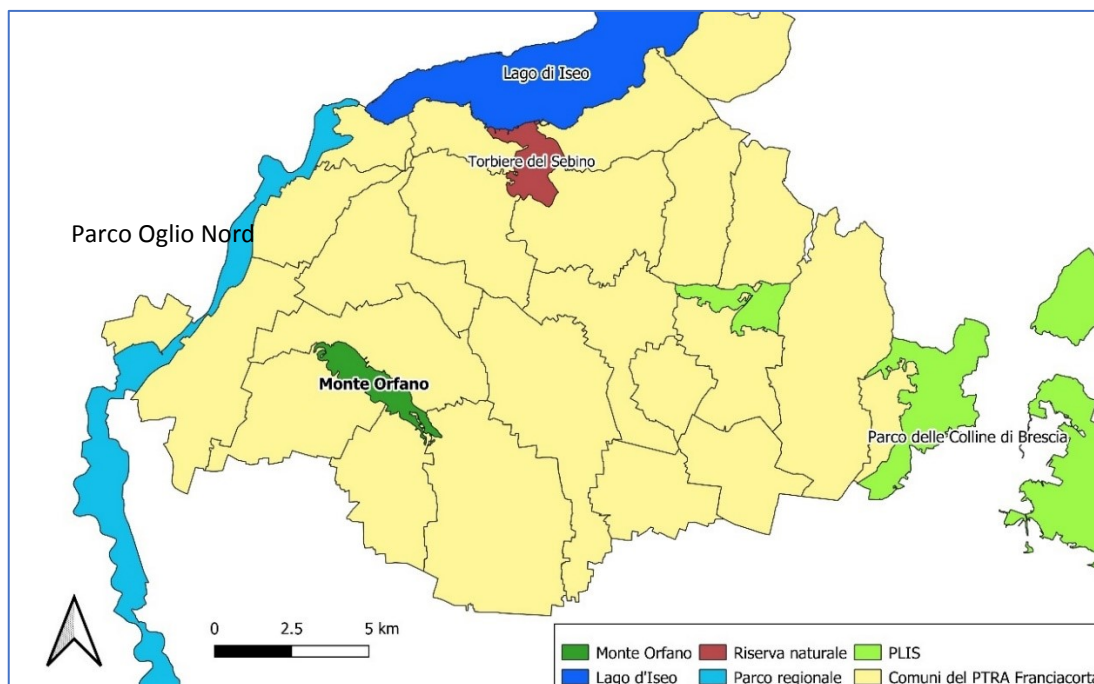 Lago di Iseo
Torbiere del Sebino
Parco Oglio Nord
Monte Orfano
Parco delle Colline di Brescia
0 2.5 5 km
Monte Orfano Riserva naturale PLIS
Lago d'Iseo Parco regionale Comuni del PTRA Franciacorta